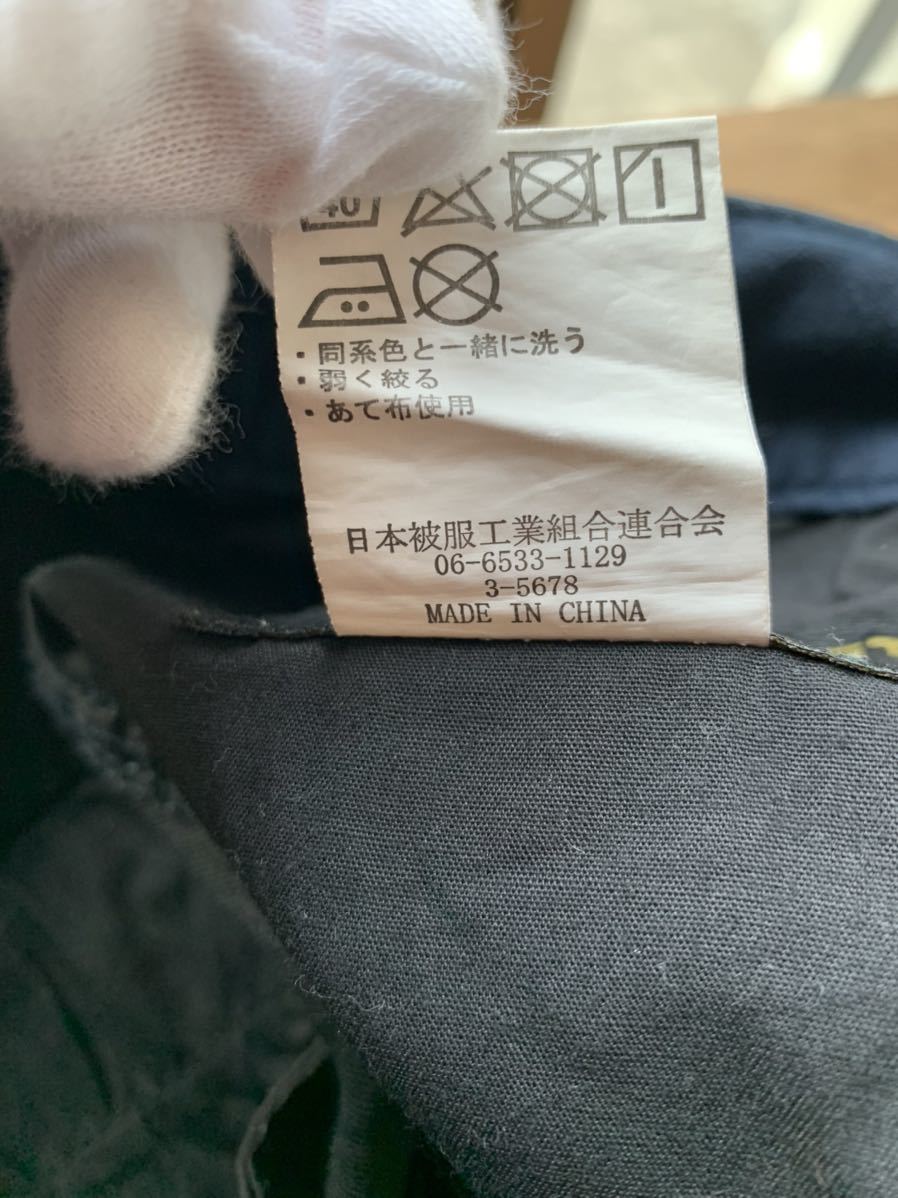 40
・同系色と一緒に洗う
・弱く絞る
・あて布使用
日本被服工業組合連合会
06-6533-1129
3-5678
MADE IN CHINA